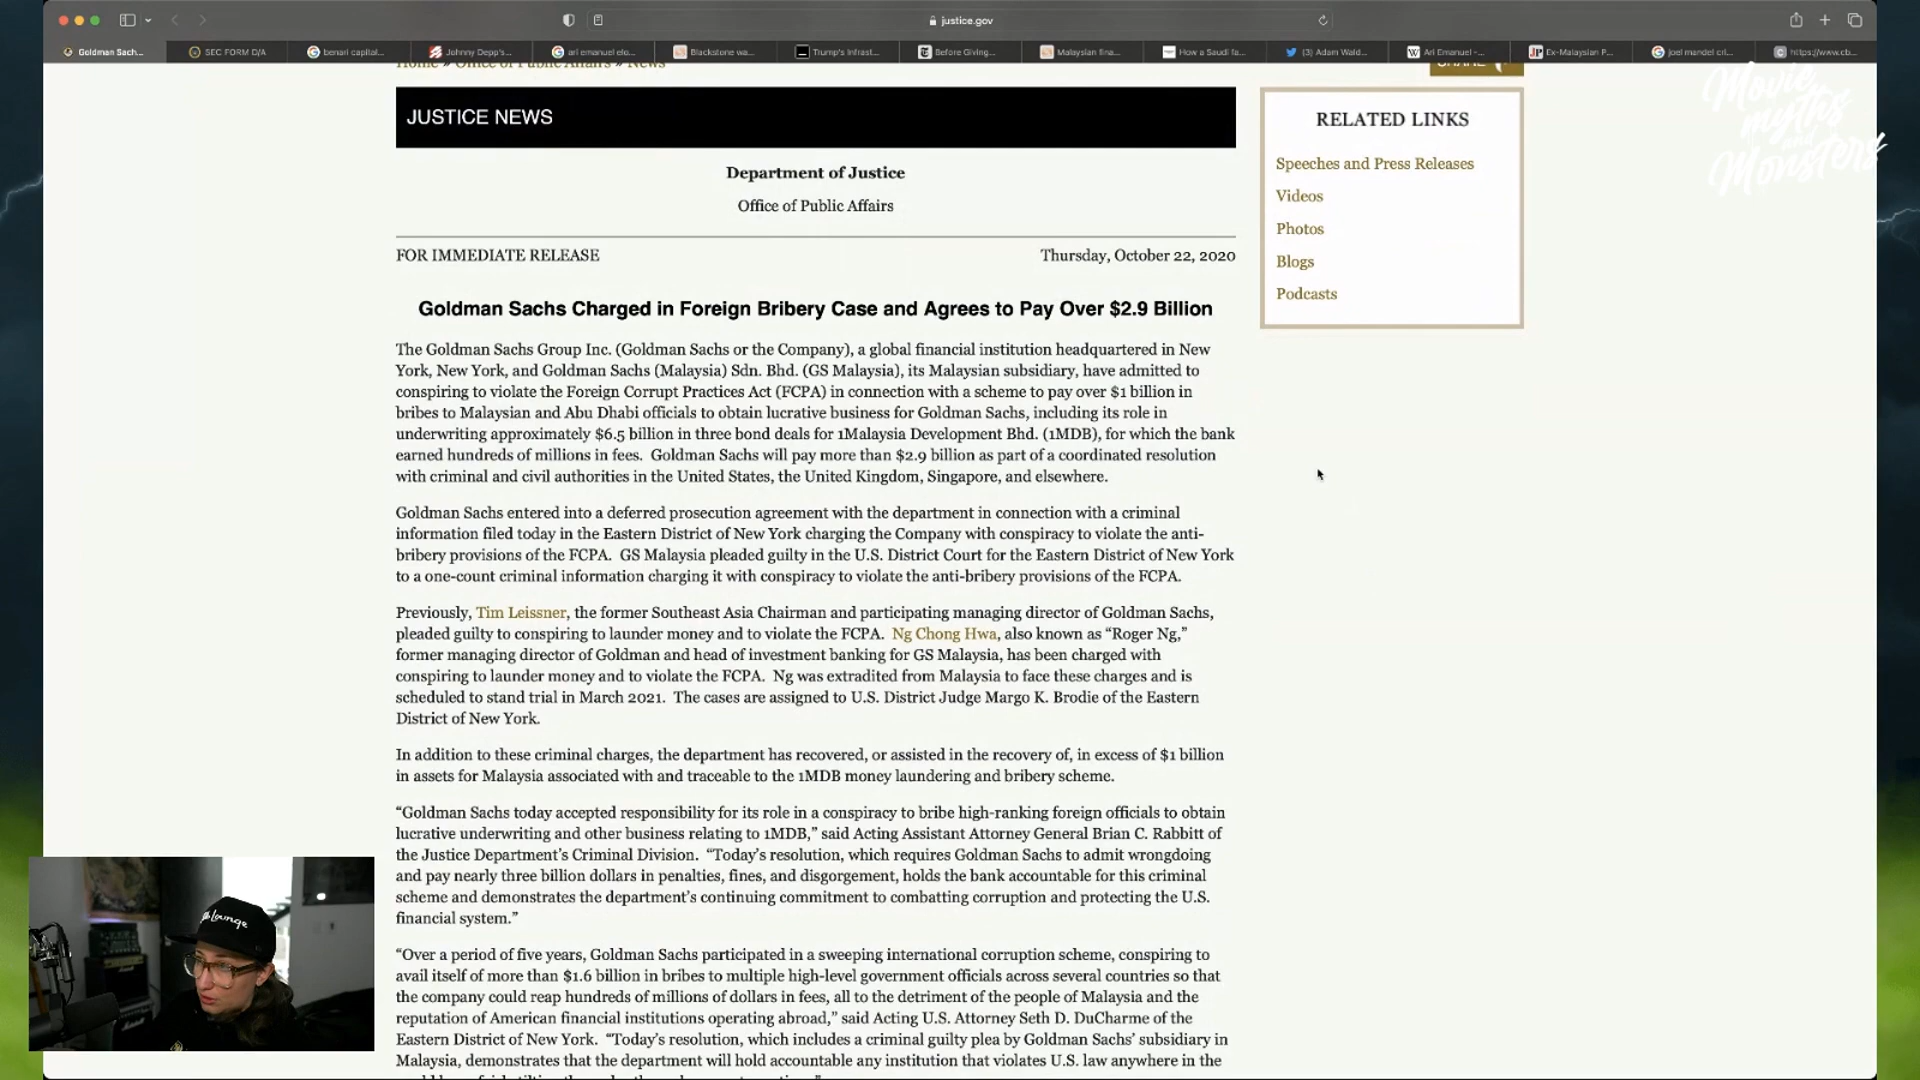 justice.gov
Goldman Sach...
SEC FORM D/A
benari capital...
Johnny Depp's...
ari emanuel elo...
Blackstone wa...
Trump's Infrast...
Before Giving...
Malaysian fina...
How a Saudi fa...
(3) Adam Wald...
Ari Emanuel -...
Ex-Malaysian P...
joel mandel cri...
https://www.cb...
Home » Office of Public Affairs » News
SHARE
Movie
myths
and
Monsters
JUSTICE NEWS
Department of Justice
Office of Public Affairs
FOR IMMEDIATE RELEASE
Thursday, October 22, 2020
Goldman Sachs Charged in Foreign Bribery Case and Agrees to Pay Over $2.9 Billion
The Goldman Sachs Group Inc. (Goldman Sachs or the Company), a global financial institution headquartered in New
York, New York, and Goldman Sachs (Malaysia) Sdn. Bhd. (GS Malaysia), its Malaysian subsidiary, have admitted to
conspiring to violate the Foreign Corrupt Practices Act (FCPA) in connection with a scheme to pay over $1 billion in
bribes to Malaysian and Abu Dhabi officials to obtain lucrative business for Goldman Sachs, including its role in
underwriting approximately $6.5 billion in three bond deals for 1Malaysia Development Bhd. (1MDB), for which the bank
earned hundreds of millions in fees.  Goldman Sachs will pay more than $2.9 billion as part of a coordinated resolution
with criminal and civil authorities in the United States, the United Kingdom, Singapore, and elsewhere.
Goldman Sachs entered into a deferred prosecution agreement with the department in connection with a criminal
information filed today in the Eastern District of New York charging the Company with conspiracy to violate the anti-
bribery provisions of the FCPA.  GS Malaysia pleaded guilty in the U.S. District Court for the Eastern District of New York
to a one-count criminal information charging it with conspiracy to violate the anti-bribery provisions of the FCPA.
Previously, Tim Leissner, the former Southeast Asia Chairman and participating managing director of Goldman Sachs,
pleaded guilty to conspiring to launder money and to violate the FCPA.  Ng Chong Hwa, also known as “Roger Ng,”
former managing director of Goldman and head of investment banking for GS Malaysia, has been charged with
conspiring to launder money and to violate the FCPA.  Ng was extradited from Malaysia to face these charges and is
scheduled to stand trial in March 2021.  The cases are assigned to U.S. District Judge Margo K. Brodie of the Eastern
District of New York.
In addition to these criminal charges, the department has recovered, or assisted in the recovery of, in excess of $1 billion
in assets for Malaysia associated with and traceable to the 1MDB money laundering and bribery scheme.
“Goldman Sachs today accepted responsibility for its role in a conspiracy to bribe high-ranking foreign officials to obtain
lucrative underwriting and other business relating to 1MDB,” said Acting Assistant Attorney General Brian C. Rabbitt of
the Justice Department’s Criminal Division.  “Today’s resolution, which requires Goldman Sachs to admit wrongdoing
and pay nearly three billion dollars in penalties, fines, and disgorgement, holds the bank accountable for this criminal
scheme and demonstrates the department’s continuing commitment to combatting corruption and protecting the U.S.
financial system.”
“Over a period of five years, Goldman Sachs participated in a sweeping international corruption scheme, conspiring to
avail itself of more than $1.6 billion in bribes to multiple high-level government officials across several countries so that
the company could reap hundreds of millions of dollars in fees, all to the detriment of the people of Malaysia and the
reputation of American financial institutions operating abroad,” said Acting U.S. Attorney Seth D. DuCharme of the
Eastern District of New York.  “Today’s resolution, which includes a criminal guilty plea by Goldman Sachs’ subsidiary in
Malaysia, demonstrates that the department will hold accountable any institution that violates U.S. law anywhere in the
RELATED LINKS
Speeches and Press Releases
Videos
Photos
Blogs
Podcasts
Lounge